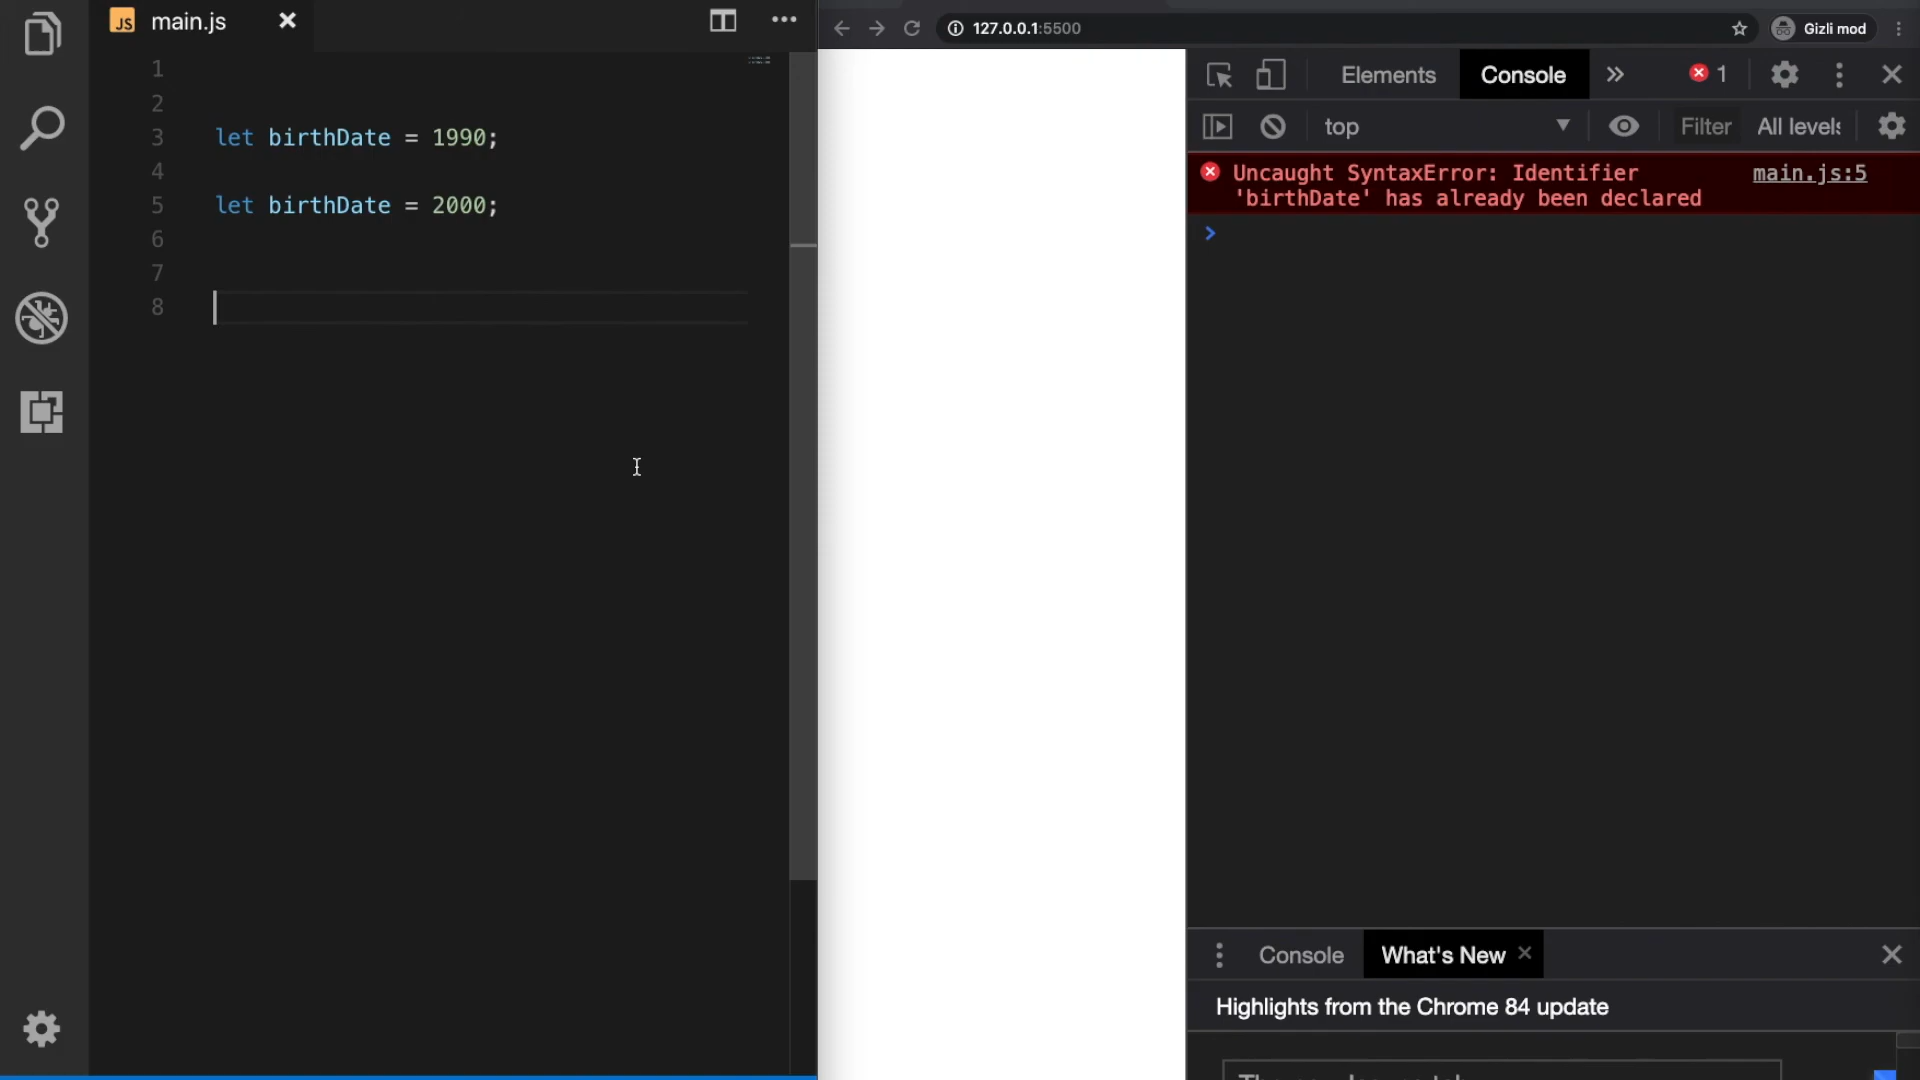 JS main.js
1
2
3 let birthDate = 1990;
4
5 let birthDate = 2000;
6
7
8
127.0.0.1:5500
Gizli mod
Elements Console 1
top Filter All levels
Uncaught SyntaxError: Identifier main.js:5
'birthDate' has already been declared
Console What's New
Highlights from the Chrome 84 update